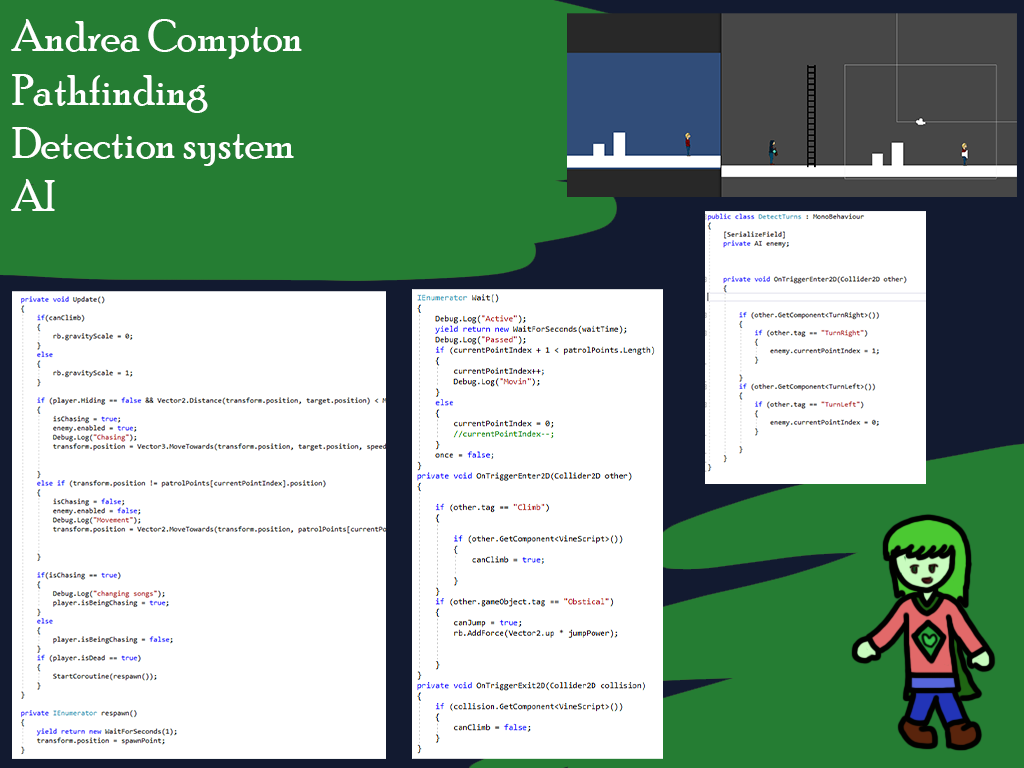 Andrea Compton
Pathfinding
Detection system
AI
private void Update()
{
if(canClimb)
{
rb.gravityScale = 0;
}
else
{
rb.gravityScale = 1;
}
if (player.Hiding == false && Vector2.Distance(transform.position, target.position) <
{
isChasing = true;
enemy.enabled = true;
Debug.Log("Chasing");
transform.position = Vector3.MoveTowards(transform.position, target.position, speed
}
else if (transform.position != patrolPoints[currentPointIndex].position)
{
isChasing = false;
enemy.enabled = false;
Debug.Log("Movement");
transform.position = Vector2.MoveTowards(transform.position, patrolPoints[currentPo
}
if(isChasing == true)
{
Debug.Log("changing songs");
player.isBeingChasing = true;
}
else
{
player.isBeingChasing = false;
}
if (player.isDead == true)
{
StartCoroutine(respawn());
}
}
private IEnumerator respawn()
{
yield return new WaitForSeconds(1);
transform.position = spawnPoint;
}
IEnumerator Wait()
{
Debug.Log("Active");
yield return new WaitForSeconds(waitTime);
Debug.Log("Passed");
if (currentPointIndex + 1 < patrolPoints.Length)
{
currentPointIndex++;
Debug.Log("Movin");
}
else
{
currentPointIndex = 0;
//currentPointIndex--;
}
once = false;
}
private void OnTriggerEnter2D(Collider2D other)
{
if (other.tag == "Climb")
{
if (other.GetComponent<VineScript>())
{
canClimb = true;
}
}
if (other.gameObject.tag == "Obstical")
{
canJump = true;
rb.AddForce(Vector2.up * jumpPower);
}
}
private void OnTriggerExit2D(Collider2D collision)
{
if (collision.GetComponent<VineScript>())
{
canClimb = false;
}
}
public class DetectTurns : MonoBehaviour
{
[SerializeField]
private AI enemy;
private void OnTriggerEnter2D(Collider2D other)
{
if (other.GetComponent<TurnRight>())
{
if (other.tag == "TurnRight")
{
enemy.currentPointIndex = 1;
}
}
if (other.GetComponent<TurnLeft>())
{
if (other.tag == "TurnLeft")
{
enemy.currentPointIndex = 0;
}
}
}
}